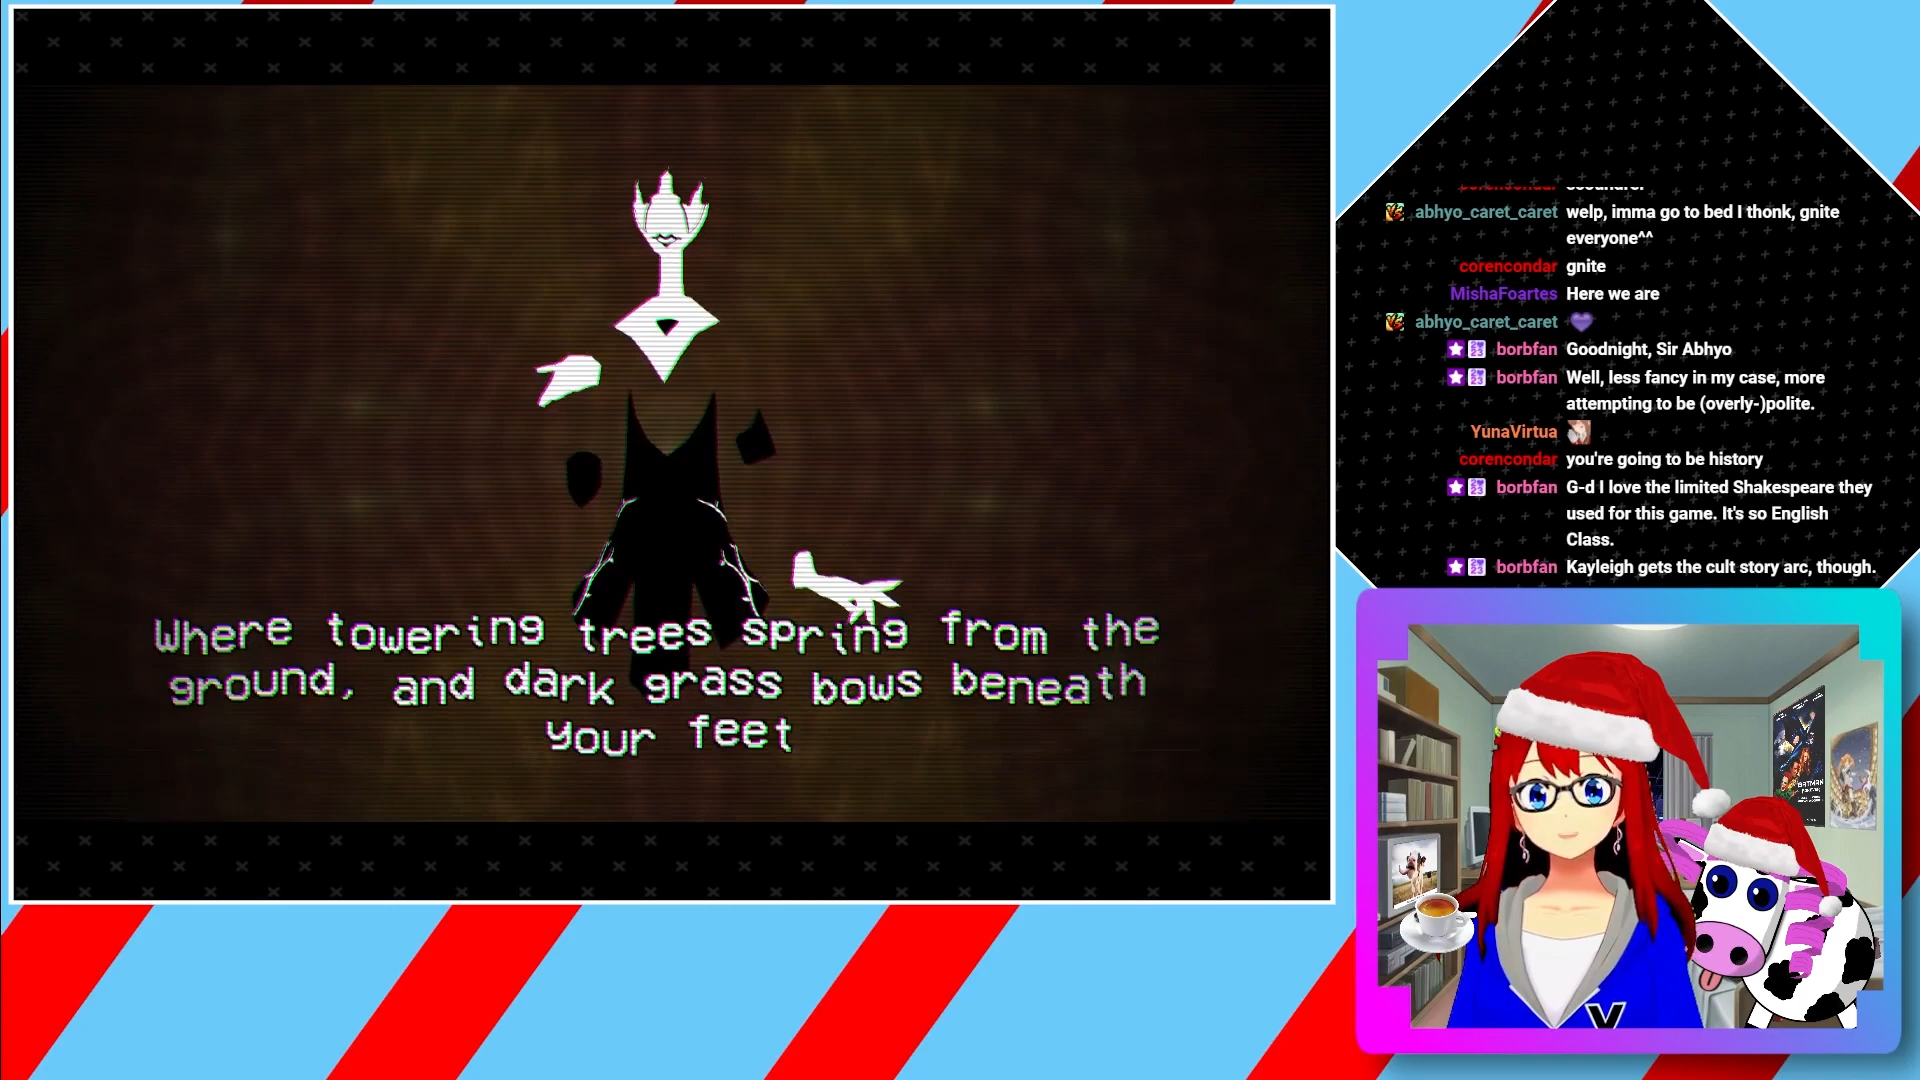 Where towering trees spring from the
ground, and dark grass bows beneath
your feet
abhyo_caret_caret welp, imma go to bed I thonk, gnite
everyone^^
corencondar gnite
MishaFoartes Here we are
abhyo_caret_caret 💜
borbfan Goodnight, Sir Abhyo
borbfan Well, less fancy in my case, more
attempting to be (overly-)polite.
YunaVirtua
corencondar you're going to be history
borbfan G-d I love the limited Shakespeare they
used for this game. It's so English
Class.
borbfan Kayleigh gets the cult story arc, though.
BATMAN
V